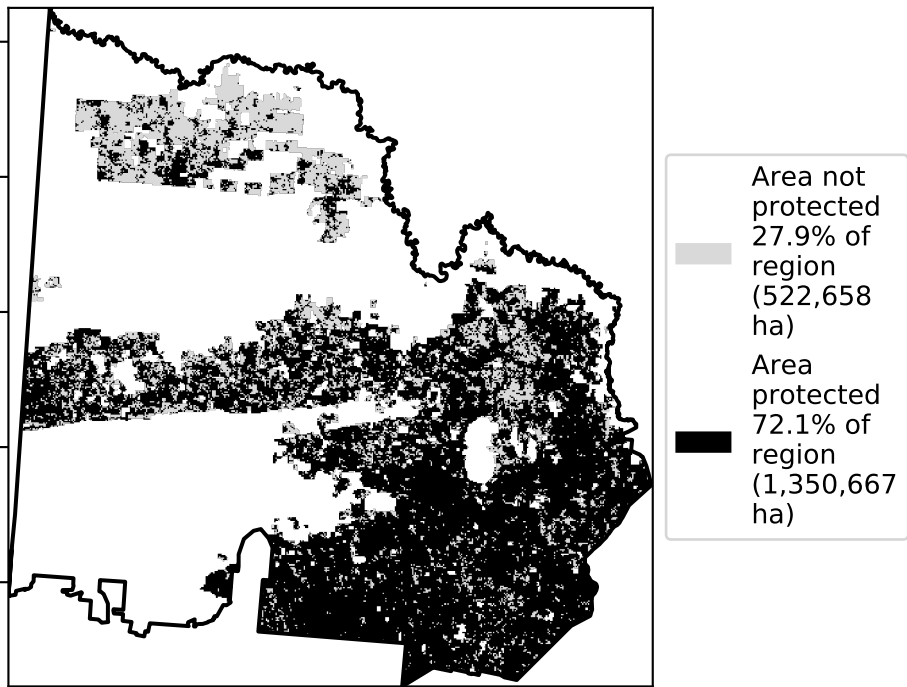 Area not
protected
27.9% of
region
(522,658
ha)
Area
protected
72.1% of
region
(1,350,667
ha)